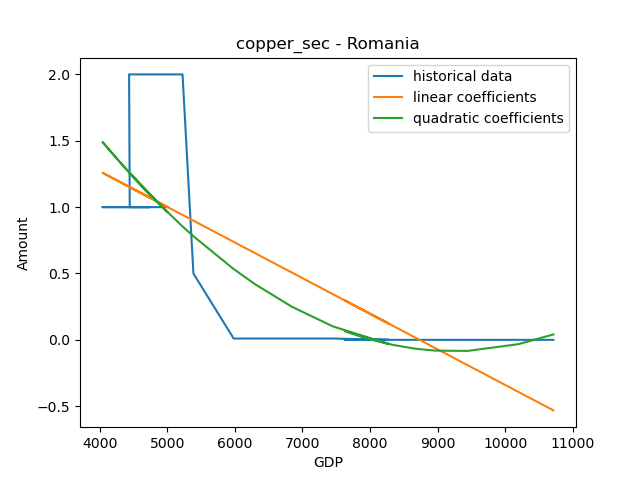 copper_sec - Romania
historical data
linear coefficients
quadratic coefficients
2.0
1.5
1.0
0.5
0.0
−0.5
Amount
4000 5000 6000 7000 8000 9000 10000 11000
GDP